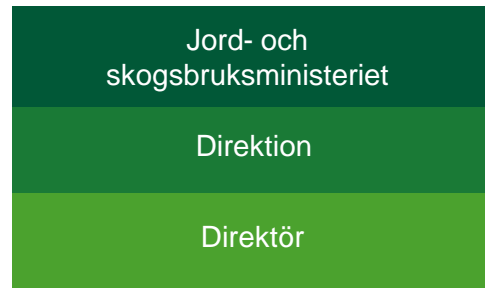 Jord- och
skogsbruksministeriet
Direktion
Direktör